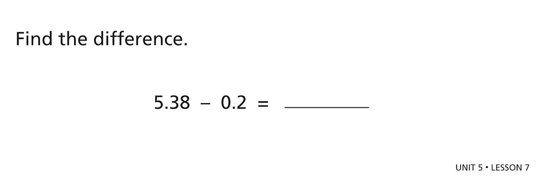 Find the difference.
5.38 – 0.2 = ________
UNIT 5 • LESSON 7